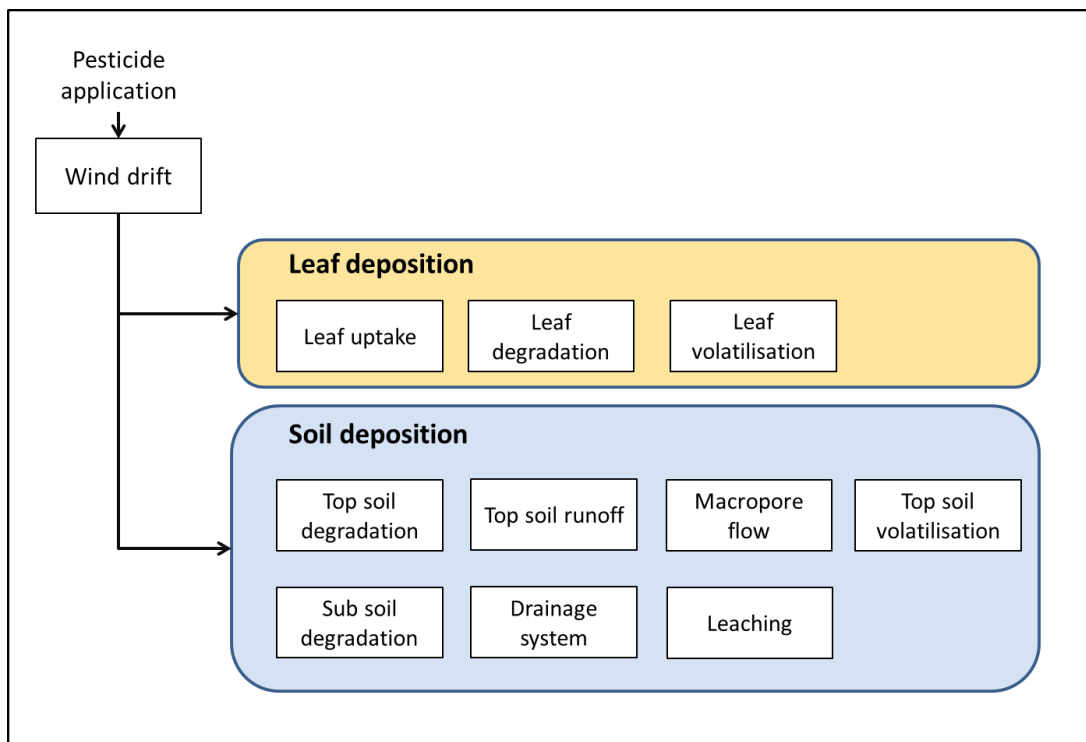 Pesticide
application
Wind drift
Leaf deposition
Leaf uptake
Leaf
degradation
Leaf
volatilisation
Soil deposition
Top soil
degradation
Top soil runoff
Macropore
flow
Top soil
volatilisation
Sub soil
degradation
Drainage
system
Leaching